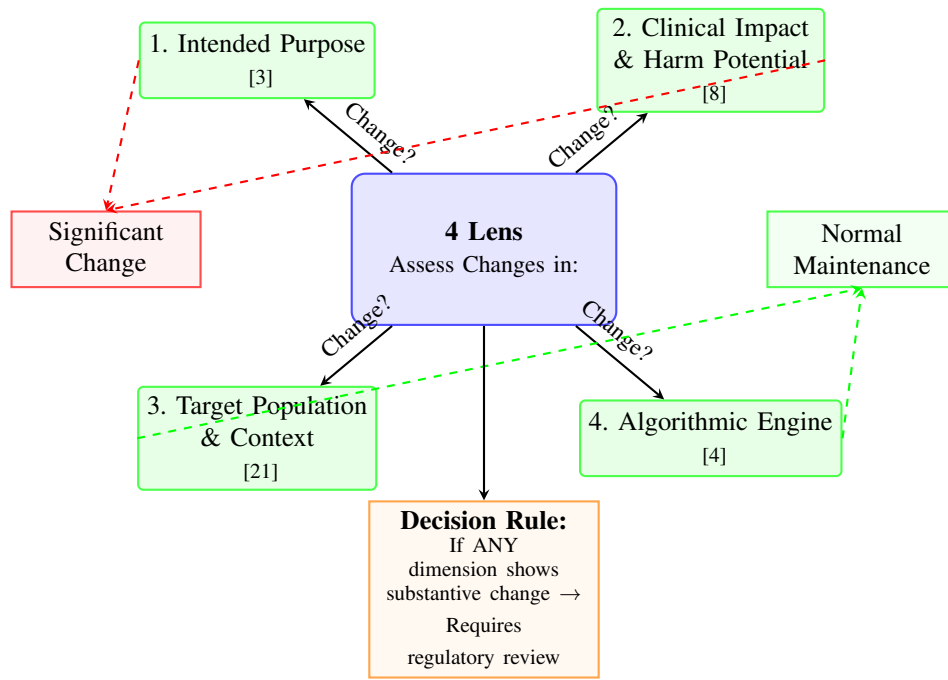 1. Intended Purpose
[3]
2. Clinical Impact
& Harm Potential
[8]
Change?
Change?
Significant
Change
4 Lens
Assess Changes in:
Normal
Maintenance
Change?
Change?
3. Target Population
& Context
[21]
4. Algorithmic Engine
[4]
Decision Rule:
If ANY
dimension shows
substantive change →
Requires
regulatory review